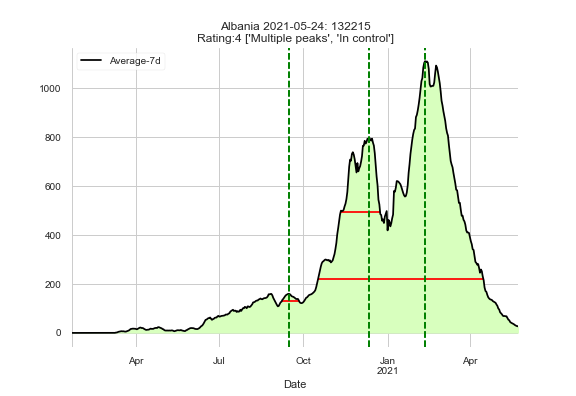 Albania 2021-05-24: 132215
Rating:4 ['Multiple peaks', 'In control']
Average-7d
1000
800
600
400
200
0
Apr
Jul
Oct
Jan
2021
Apr
Date